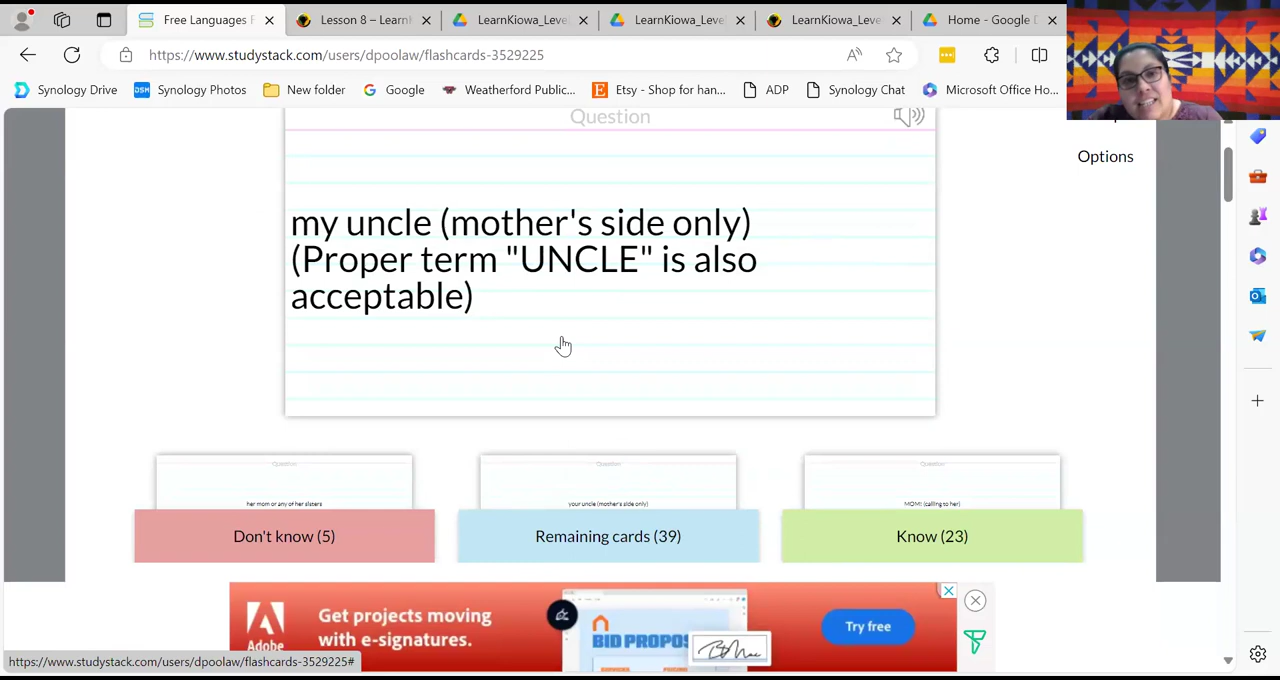 Free Languages F
Lesson 8 – Learn
LearnKiowa_Leve
LearnKiowa_Leve
LearnKiowa_Leve
Home - Google D
https://www.studystack.com/users/dpoolaw/flashcards-3529225
Synology Drive
DSM
Synology Photos
New folder
Google
Weatherford Public...
Etsy - Shop for han...
ADP
Synology Chat
Microsoft Office Ho...
Question
Options
my uncle (mother's side only)
(Proper term "UNCLE" is also
acceptable)
Question
her mom or any of her sisters
Don't know (5)
Question
your uncle (mother's side only)
Remaining cards (39)
Question
MOM! (calling to her)
Know (23)
Adobe
Get projects moving
with e-signatures.
BID PROPOS
Try free
https://www.studystack.com/users/dpoolaw/flashcards-3529225#